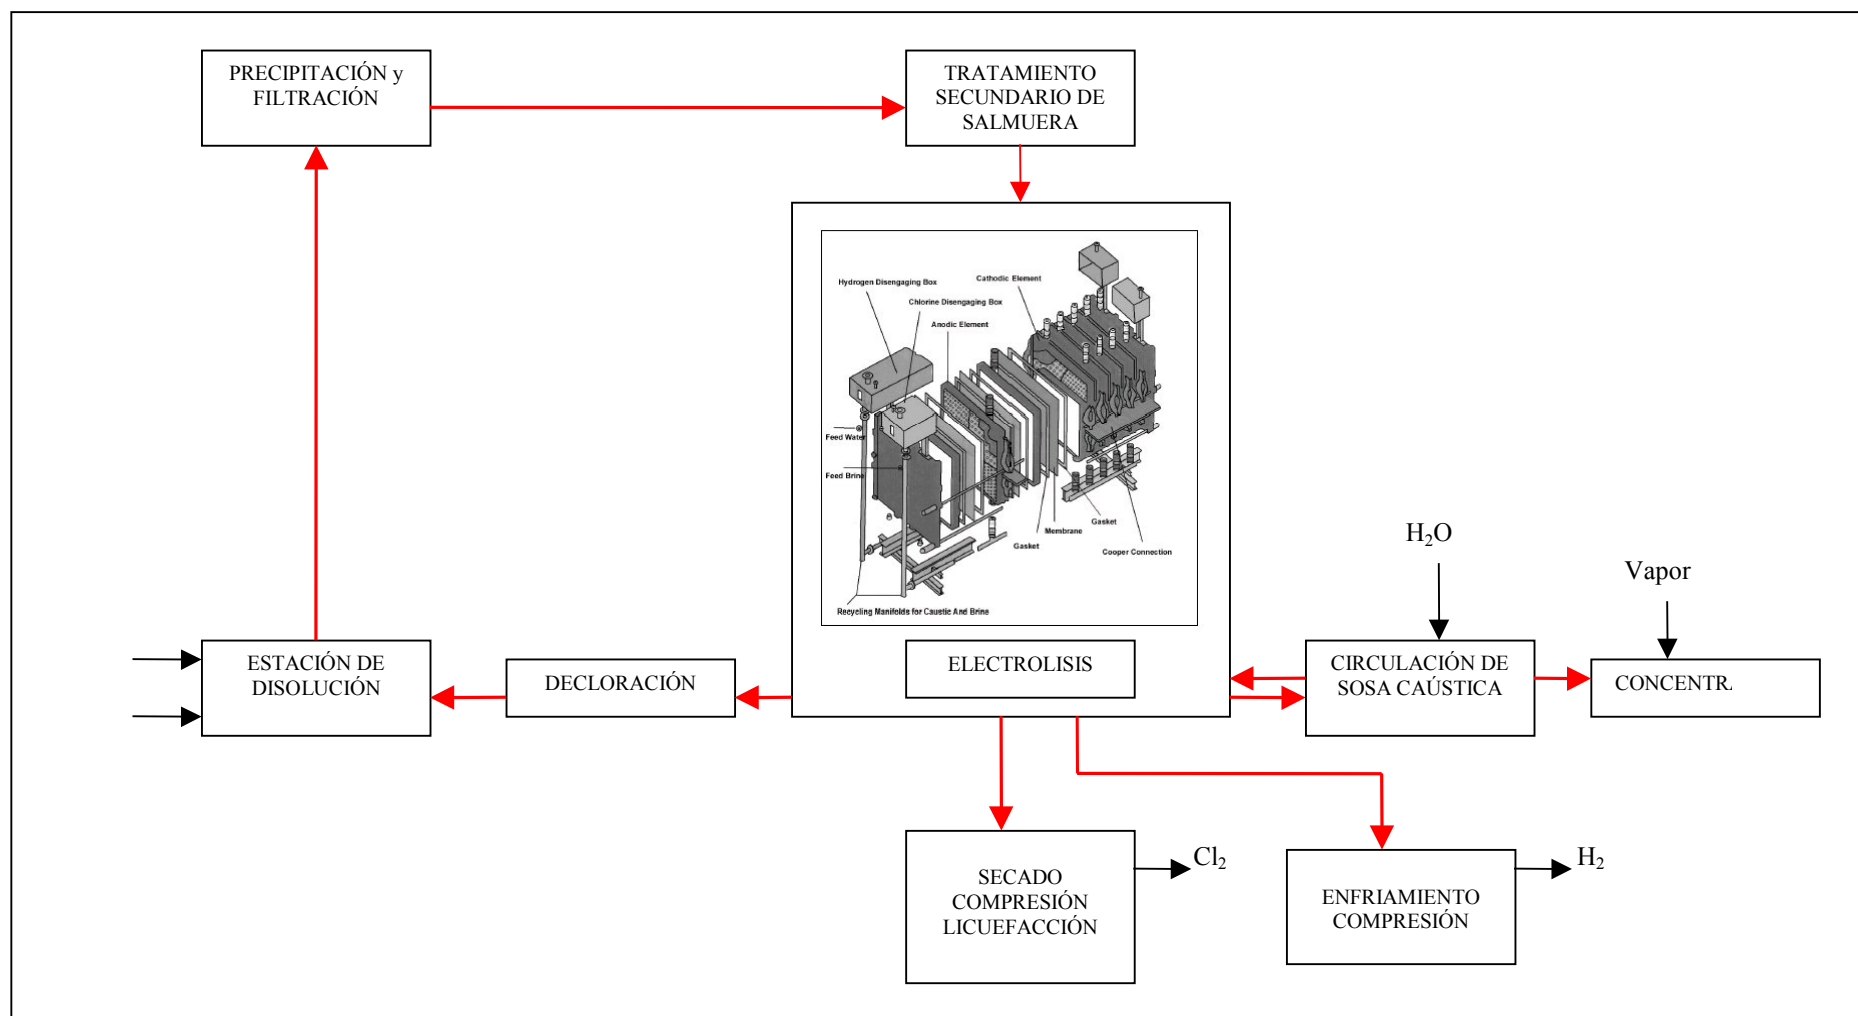 PRECIPITACIÓN y
FILTRACIÓN
TRATAMIENTO
SECUNDARIO DE
SALMUERA
Hydrogen Disengaging Box
Cathodic Element
Chlorine Disengaging Box
Anodic Element
Feed Water
Feed Brine
Gasket
Membrane
Gasket
Cooper Connection
Recycling Manifolds for Caustic And Brine
H₂O
Vapor
ESTACIÓN DE
DISOLUCIÓN
DECLORACIÓN
ELECTROLISIS
CIRCULACIÓN DE
SOSA CAÚSTICA
CONCENTR.
SECADO
COMPRESIÓN
LICUEFACCIÓN
Cl₂
ENFRIAMIENTO
COMPRESIÓN
H₂